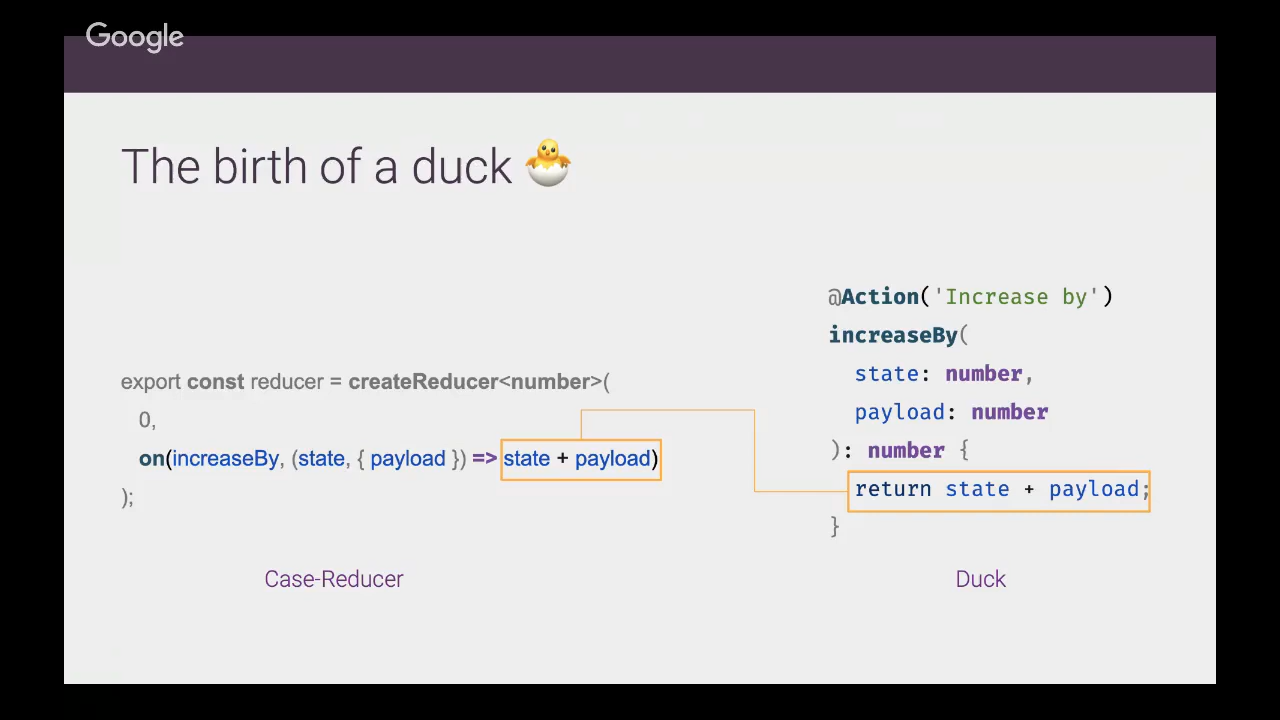 Google
The birth of a duck 🐣
export const reducer = createReducer<number>(
0,
on(increaseBy, (state, { payload }) => state + payload)
);
Case-Reducer
@Action('Increase by')
increaseBy(
state: number,
payload: number
): number {
return state + payload;
}
Duck